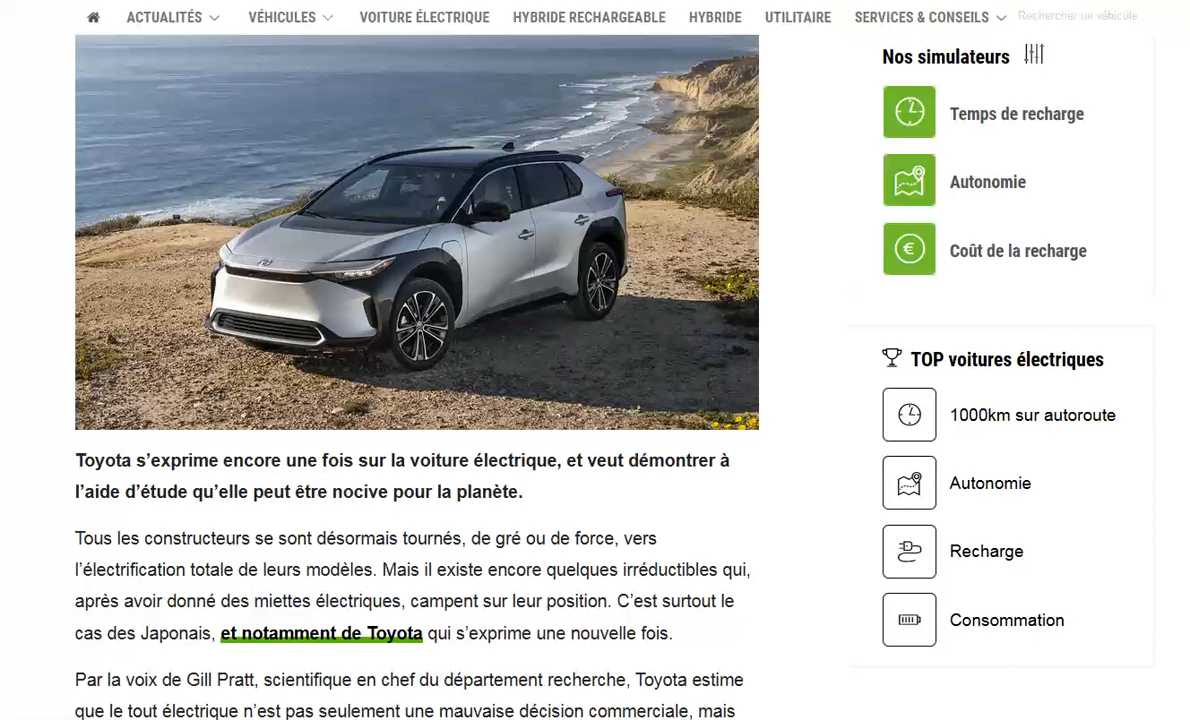 ACTUALITÉS VÉHICULES VOITURE ÉLECTRIQUE HYBRIDE RECHARGEABLE HYBRIDE UTILITAIRE SERVICES & CONSEILS Rechercher un véhicule
Toyota s’exprime encore une fois sur la voiture électrique, et veut démontrer à
l’aide d’étude qu’elle peut être nocive pour la planète.
Tous les constructeurs se sont désormais tournés, de gré ou de force, vers
l’électrification totale de leurs modèles. Mais il existe encore quelques irréductibles qui,
après avoir donné des miettes électriques, campent sur leur position. C’est surtout le
cas des Japonais, et notamment de Toyota qui s’exprime une nouvelle fois.
Par la voix de Gill Pratt, scientifique en chef du département recherche, Toyota estime
que le tout électrique n’est pas seulement une mauvaise décision commerciale, mais
Nos simulateurs
Temps de recharge
Autonomie
Coût de la recharge
TOP voitures électriques
1000km sur autoroute
Autonomie
Recharge
Consommation